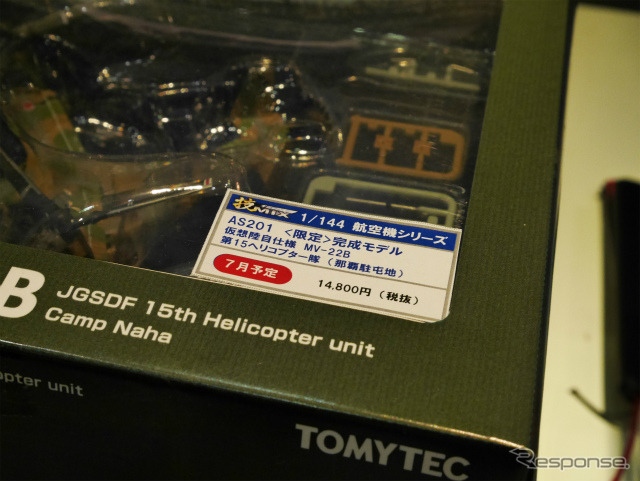 技MIX 1/144 航空機シリーズ
AS201 <限定>完成モデル
仮想陸自仕様 MV-22B
第15ヘリコプター隊 (那覇駐屯地)
7月予定
14,800円 (税抜)
B JGSDF 15th Helicopter unit
Camp Naha
opter unit
TOMYTEC
Response.